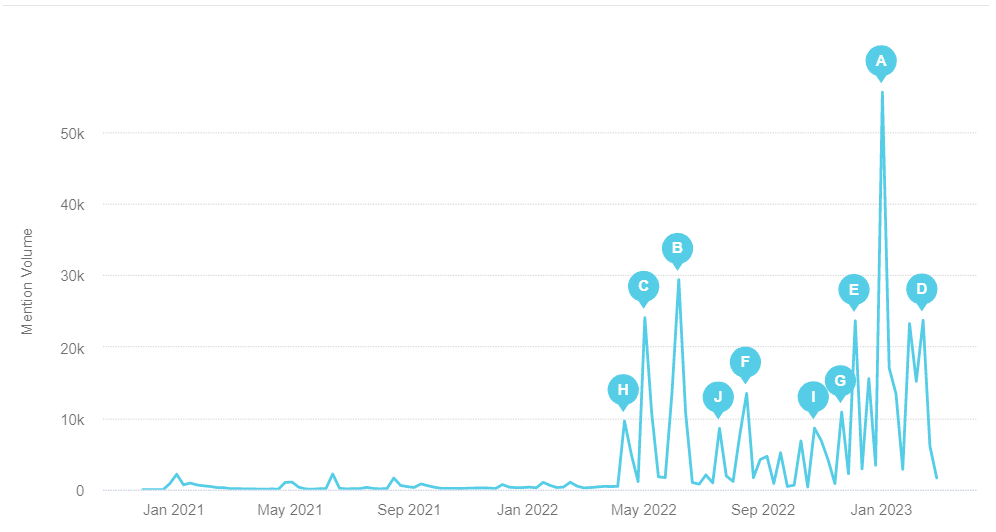 A
50k
40k
B
30k
C
E
D
Mention Volume
20k
F
G
H
J
I
10k
0
Jan 2021
May 2021
Sep 2021
Jan 2022
May 2022
Sep 2022
Jan 2023